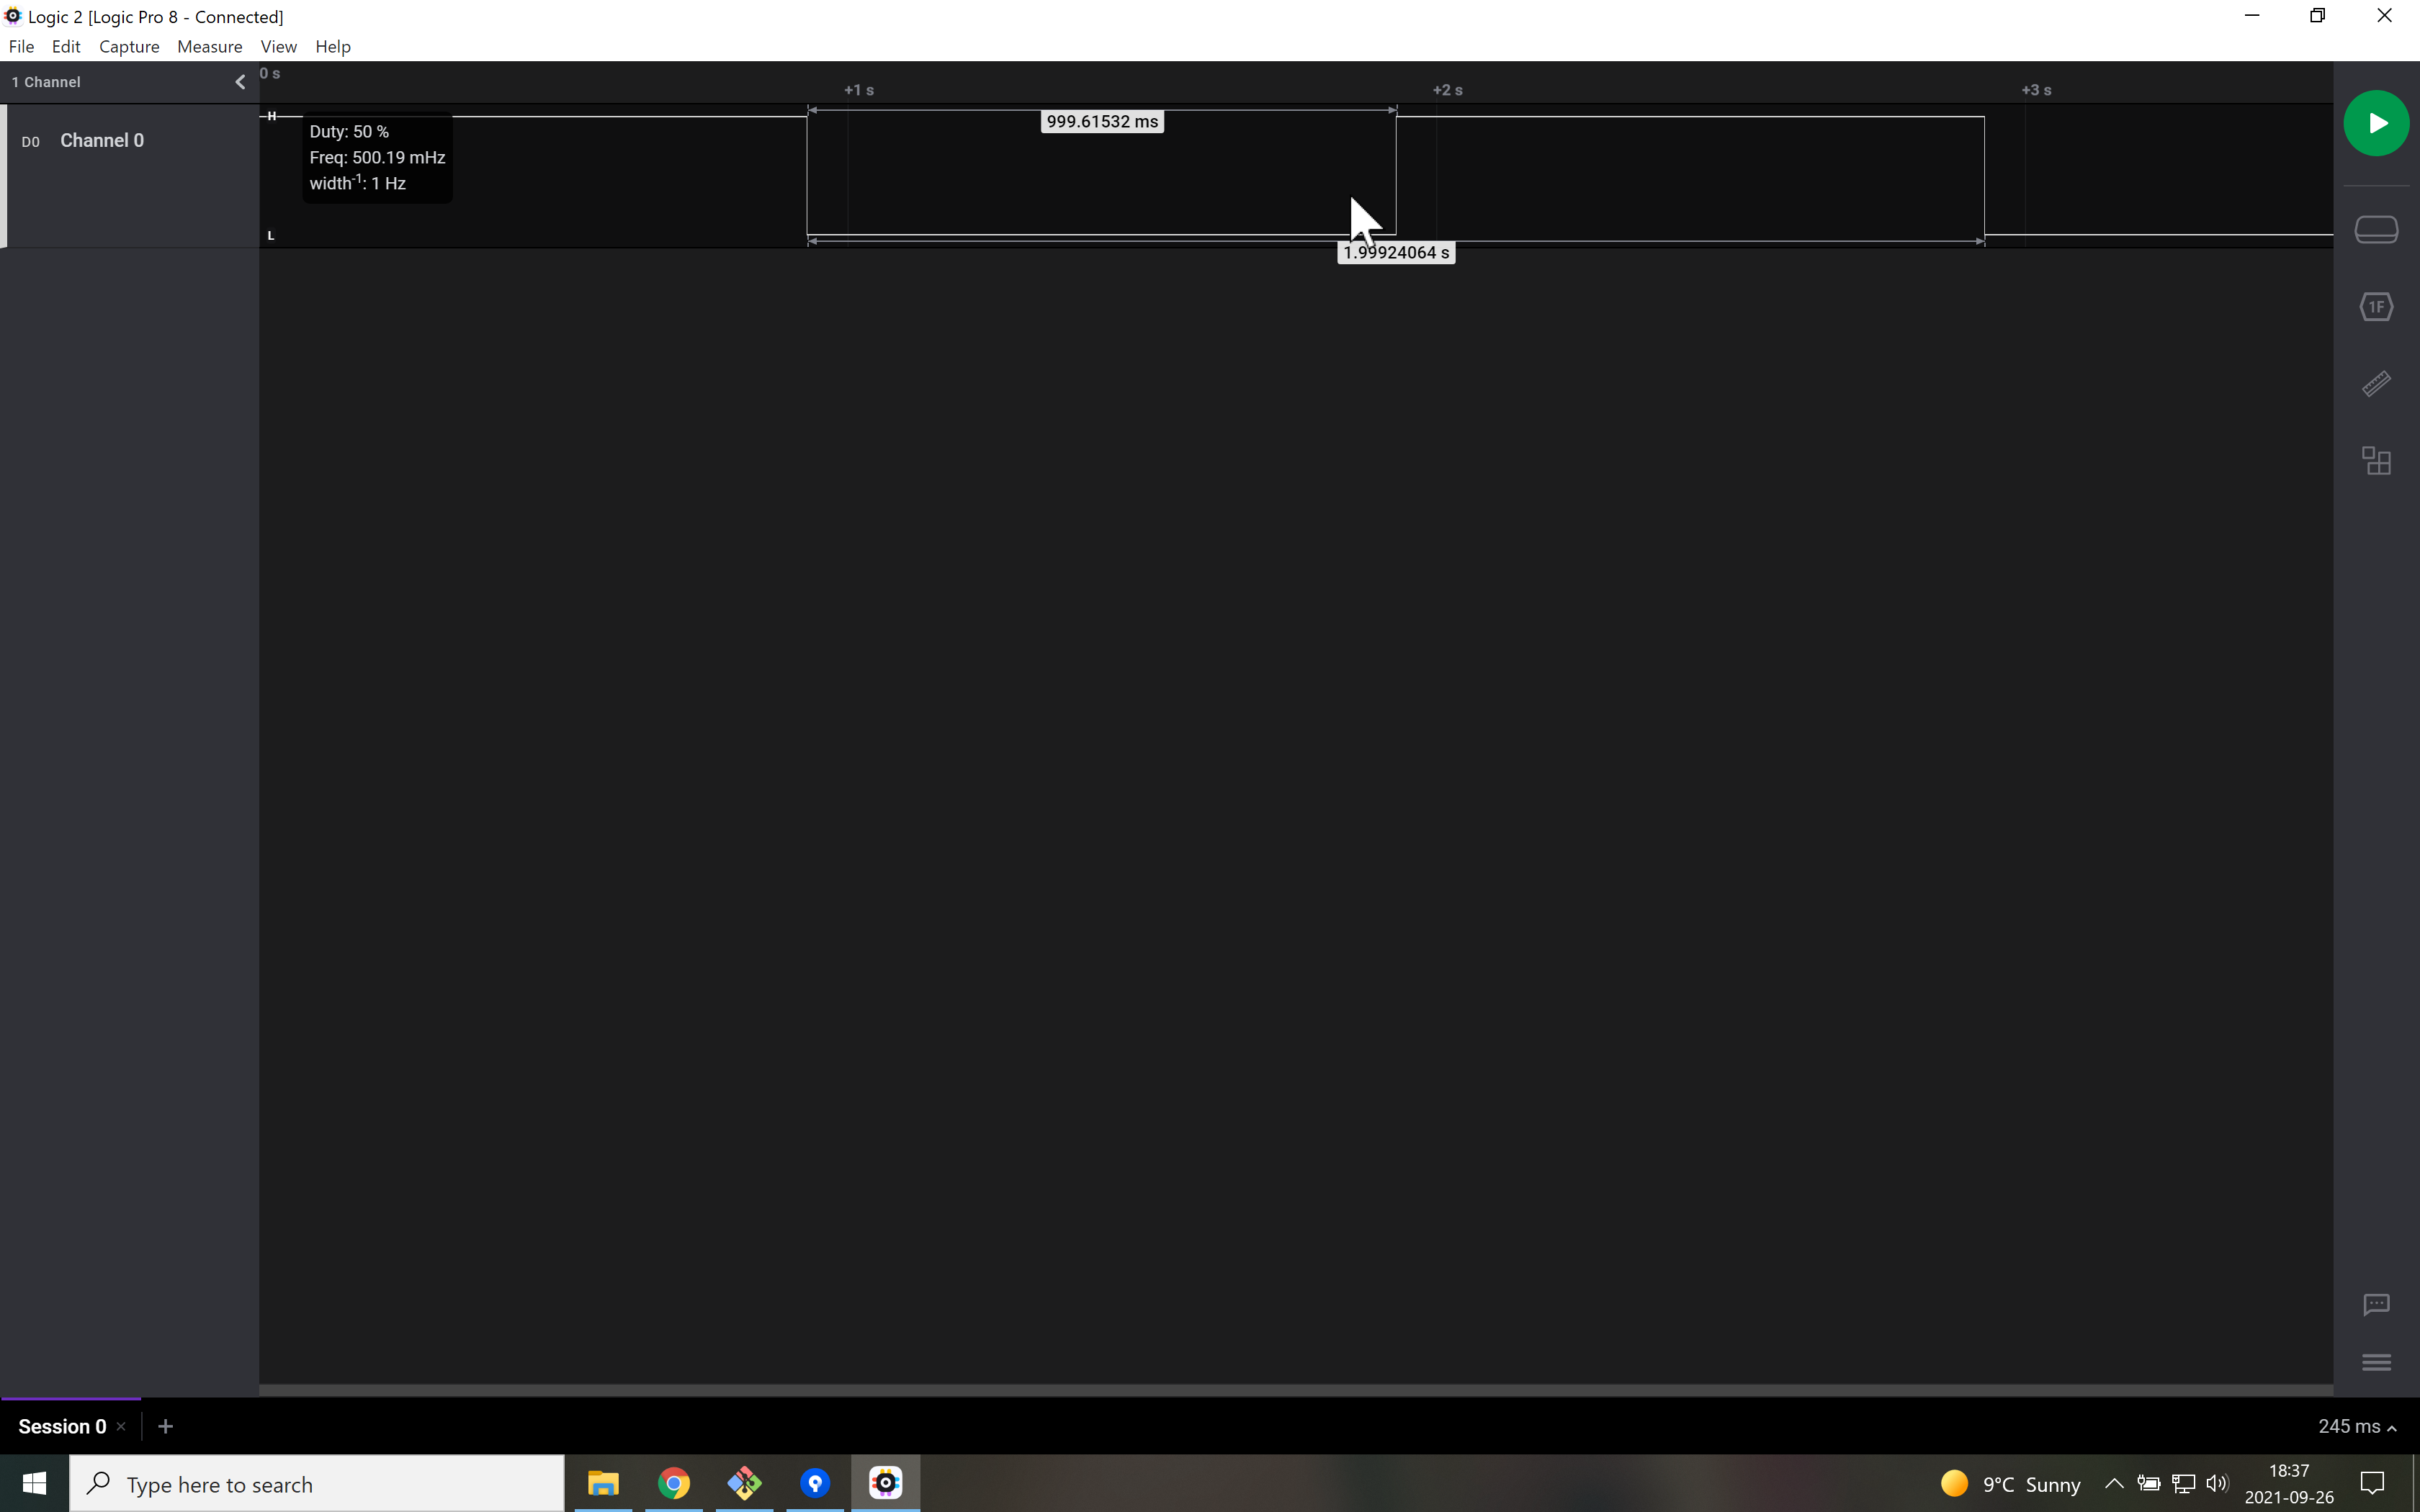 Logic 2 [Logic Pro 8 - Connected]
File Edit Capture Measure View Help
1 Channel
0 s
+1 s +2 s +3 s
D0 Channel 0
H
L
Duty: 50 %
Freq: 500.19 mHz
width-1: 1 Hz
999.61532 ms
1.99924064 s
1F
Session 0
245 ms
Type here to search
9°C Sunny
18:37
2021-09-26